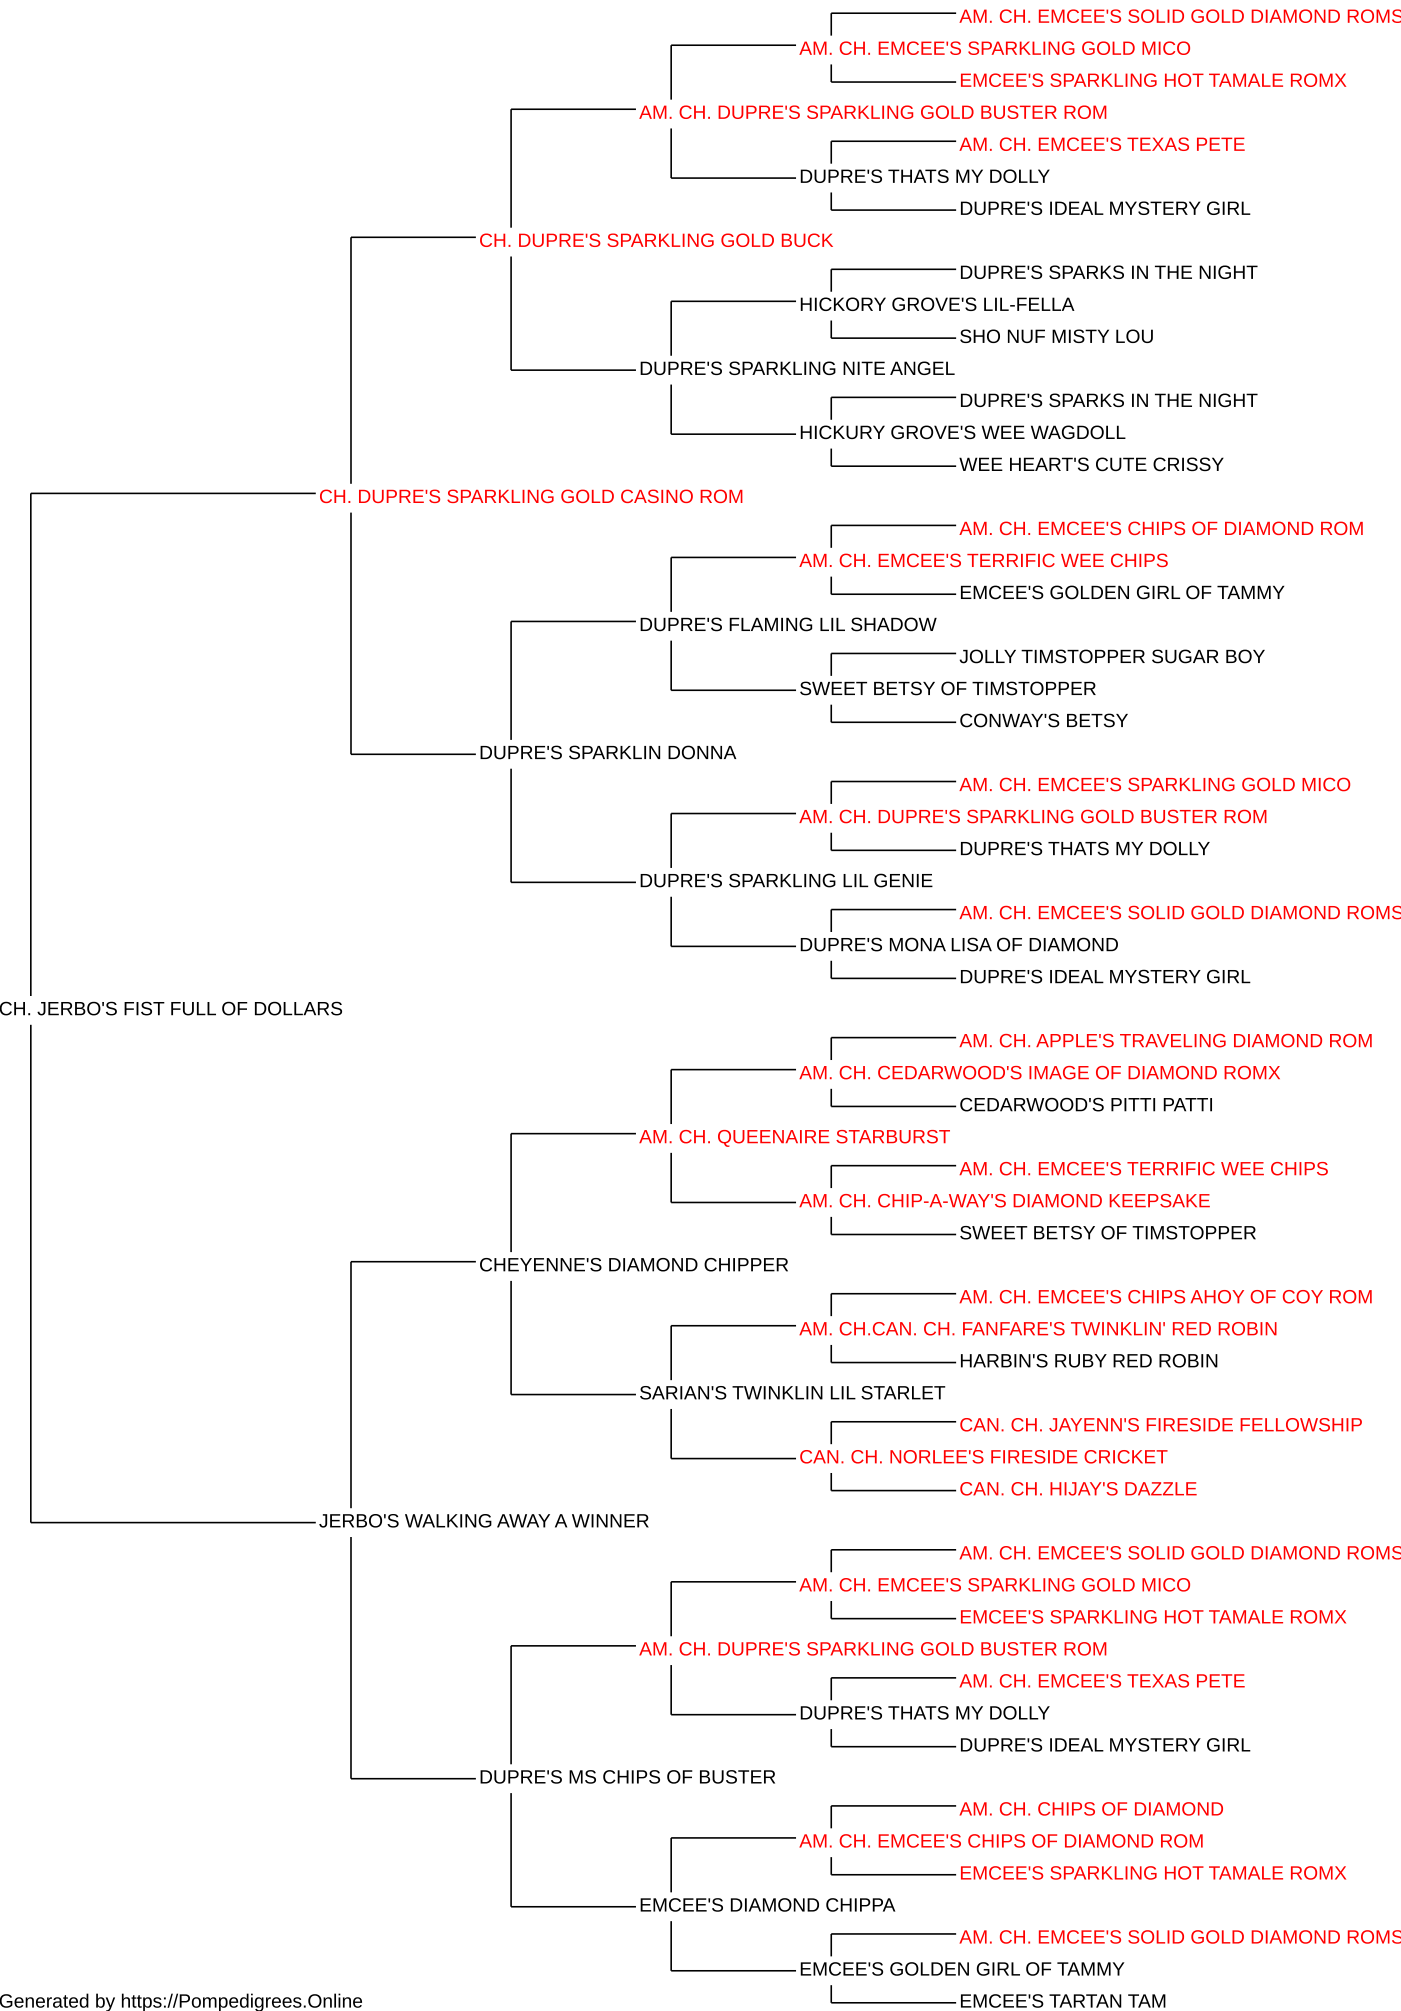 AM. CH. EMCEE'S SOLID GOLD DIAMOND ROMS
AM. CH. EMCEE'S SPARKLING GOLD MICO
EMCEE'S SPARKLING HOT TAMALE ROMX
AM. CH. DUPRE'S SPARKLING GOLD BUSTER ROM
AM. CH. EMCEE'S TEXAS PETE
DUPRE'S THATS MY DOLLY
DUPRE'S IDEAL MYSTERY GIRL
CH. DUPRE'S SPARKLING GOLD BUCK
DUPRE'S SPARKS IN THE NIGHT
HICKORY GROVE'S LIL-FELLA
SHO NUF MISTY LOU
DUPRE'S SPARKLING NITE ANGEL
DUPRE'S SPARKS IN THE NIGHT
HICKURY GROVE'S WEE WAGDOLL
WEE HEART'S CUTE CRISSY
CH. DUPRE'S SPARKLING GOLD CASINO ROM
AM. CH. EMCEE'S CHIPS OF DIAMOND ROM
AM. CH. EMCEE'S TERRIFIC WEE CHIPS
EMCEE'S GOLDEN GIRL OF TAMMY
DUPRE'S FLAMING LIL SHADOW
JOLLY TIMSTOPPER SUGAR BOY
SWEET BETSY OF TIMSTOPPER
CONWAY'S BETSY
DUPRE'S SPARKLIN DONNA
AM. CH. EMCEE'S SPARKLING GOLD MICO
AM. CH. DUPRE'S SPARKLING GOLD BUSTER ROM
DUPRE'S THATS MY DOLLY
DUPRE'S SPARKLING LIL GENIE
AM. CH. EMCEE'S SOLID GOLD DIAMOND ROMS
DUPRE'S MONA LISA OF DIAMOND
DUPRE'S IDEAL MYSTERY GIRL
CH. JERBO'S FIST FULL OF DOLLARS
AM. CH. APPLE'S TRAVELING DIAMOND ROM
AM. CH. CEDARWOOD'S IMAGE OF DIAMOND ROMX
CEDARWOOD'S PITTI PATTI
AM. CH. QUEENAIRE STARBURST
AM. CH. EMCEE'S TERRIFIC WEE CHIPS
AM. CH. CHIP-A-WAY'S DIAMOND KEEPSAKE
SWEET BETSY OF TIMSTOPPER
CHEYENNE'S DIAMOND CHIPPER
AM. CH. EMCEE'S CHIPS AHOY OF COY ROM
AM. CH.CAN. CH. FANFARE'S TWINKLIN' RED ROBIN
HARBIN'S RUBY RED ROBIN
SARIAN'S TWINKLIN LIL STARLET
CAN. CH. JAYENN'S FIRESIDE FELLOWSHIP
CAN. CH. NORLEE'S FIRESIDE CRICKET
CAN. CH. HIJAY'S DAZZLE
JERBO'S WALKING AWAY A WINNER
AM. CH. EMCEE'S SOLID GOLD DIAMOND ROMS
AM. CH. EMCEE'S SPARKLING GOLD MICO
EMCEE'S SPARKLING HOT TAMALE ROMX
AM. CH. DUPRE'S SPARKLING GOLD BUSTER ROM
AM. CH. EMCEE'S TEXAS PETE
DUPRE'S THATS MY DOLLY
DUPRE'S IDEAL MYSTERY GIRL
DUPRE'S MS CHIPS OF BUSTER
AM. CH. CHIPS OF DIAMOND
AM. CH. EMCEE'S CHIPS OF DIAMOND ROM
EMCEE'S SPARKLING HOT TAMALE ROMX
EMCEE'S DIAMOND CHIPPA
AM. CH. EMCEE'S SOLID GOLD DIAMOND ROMS
EMCEE'S GOLDEN GIRL OF TAMMY
EMCEE'S TARTAN TAM
Generated by https://Pompedigrees.Online